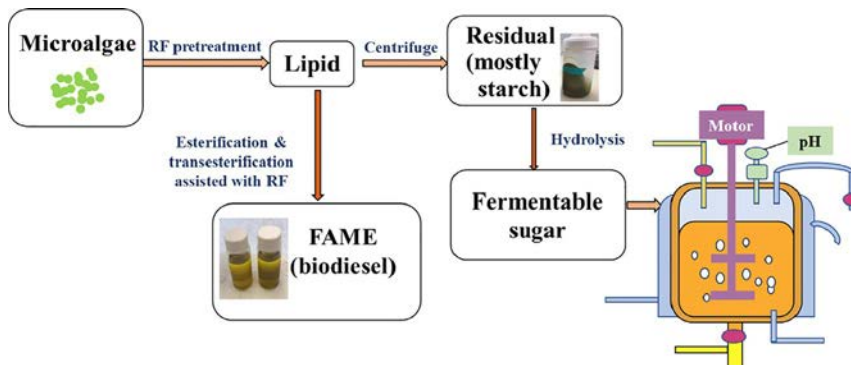 Microalgae
RF pretreatment
Lipid
Centrifuge
Residual
(mostly
starch)
Esterification &
transesterification
assisted with RF
Hydrolysis
Motor
pH
FAME
(biodiesel)
Fermentable
sugar